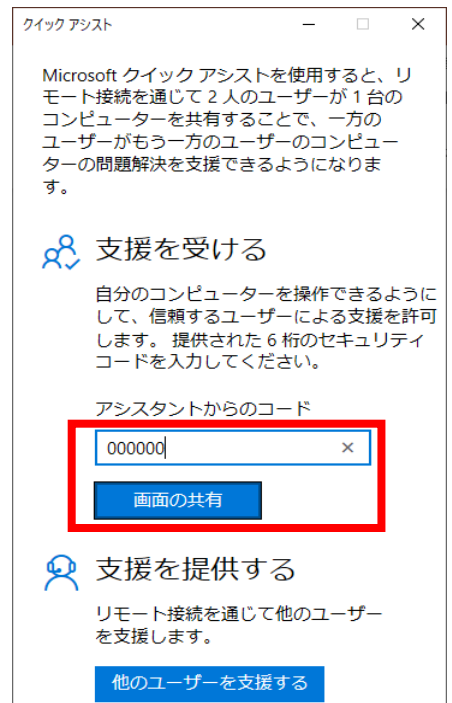 クイック アシスト
Microsoft クイック アシストを使用すると、リ
モート接続を通じて 2 人のユーザーが 1 台の
コンピューターを共有することで、一方の
ユーザーがもう一方のユーザーのコンピュー
ターの問題解決を支援できるようになりま
す。
支援を受ける
自分のコンピューターを操作できるように
して、信頼するユーザーによる支援を許可
します。 提供された 6 桁のセキュリティ
コードを入力してください。
アシスタントからのコード
000000
画面の共有
支援を提供する
リモート接続を通じて他のユーザー
を支援します。
他のユーザーを支援する